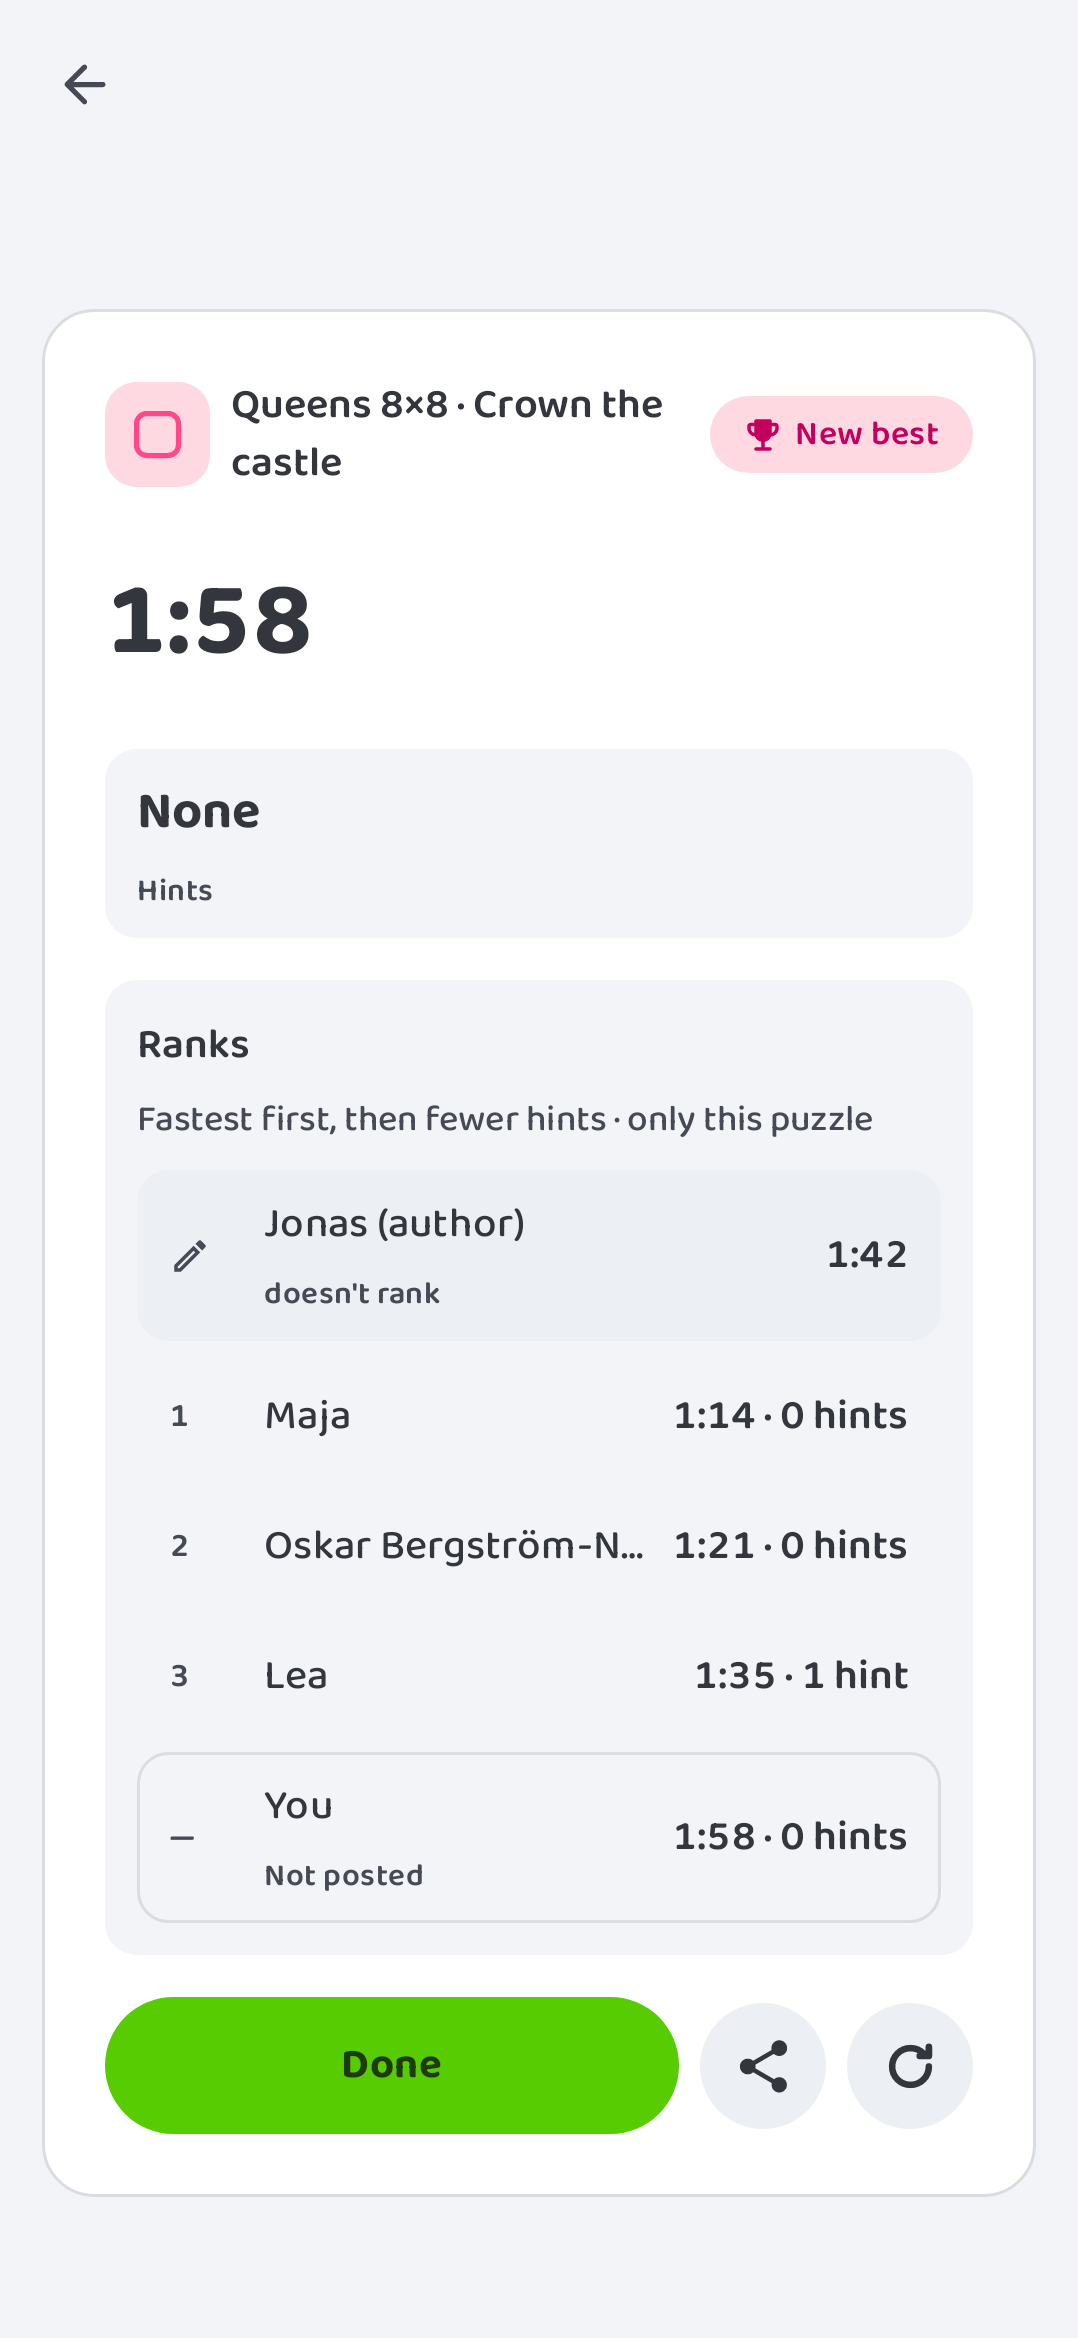 Queens 8×8 · Crown the
castle
New best
1:58
None
Hints
Ranks
Fastest first, then fewer hints · only this puzzle
Jonas (author)
doesn't rank
1:42
1 Maja 1:14 · 0 hints
2 Oskar Bergström-N... 1:21 · 0 hints
3 Lea 1:35 · 1 hint
– You 1:58 · 0 hints
Not posted
Done